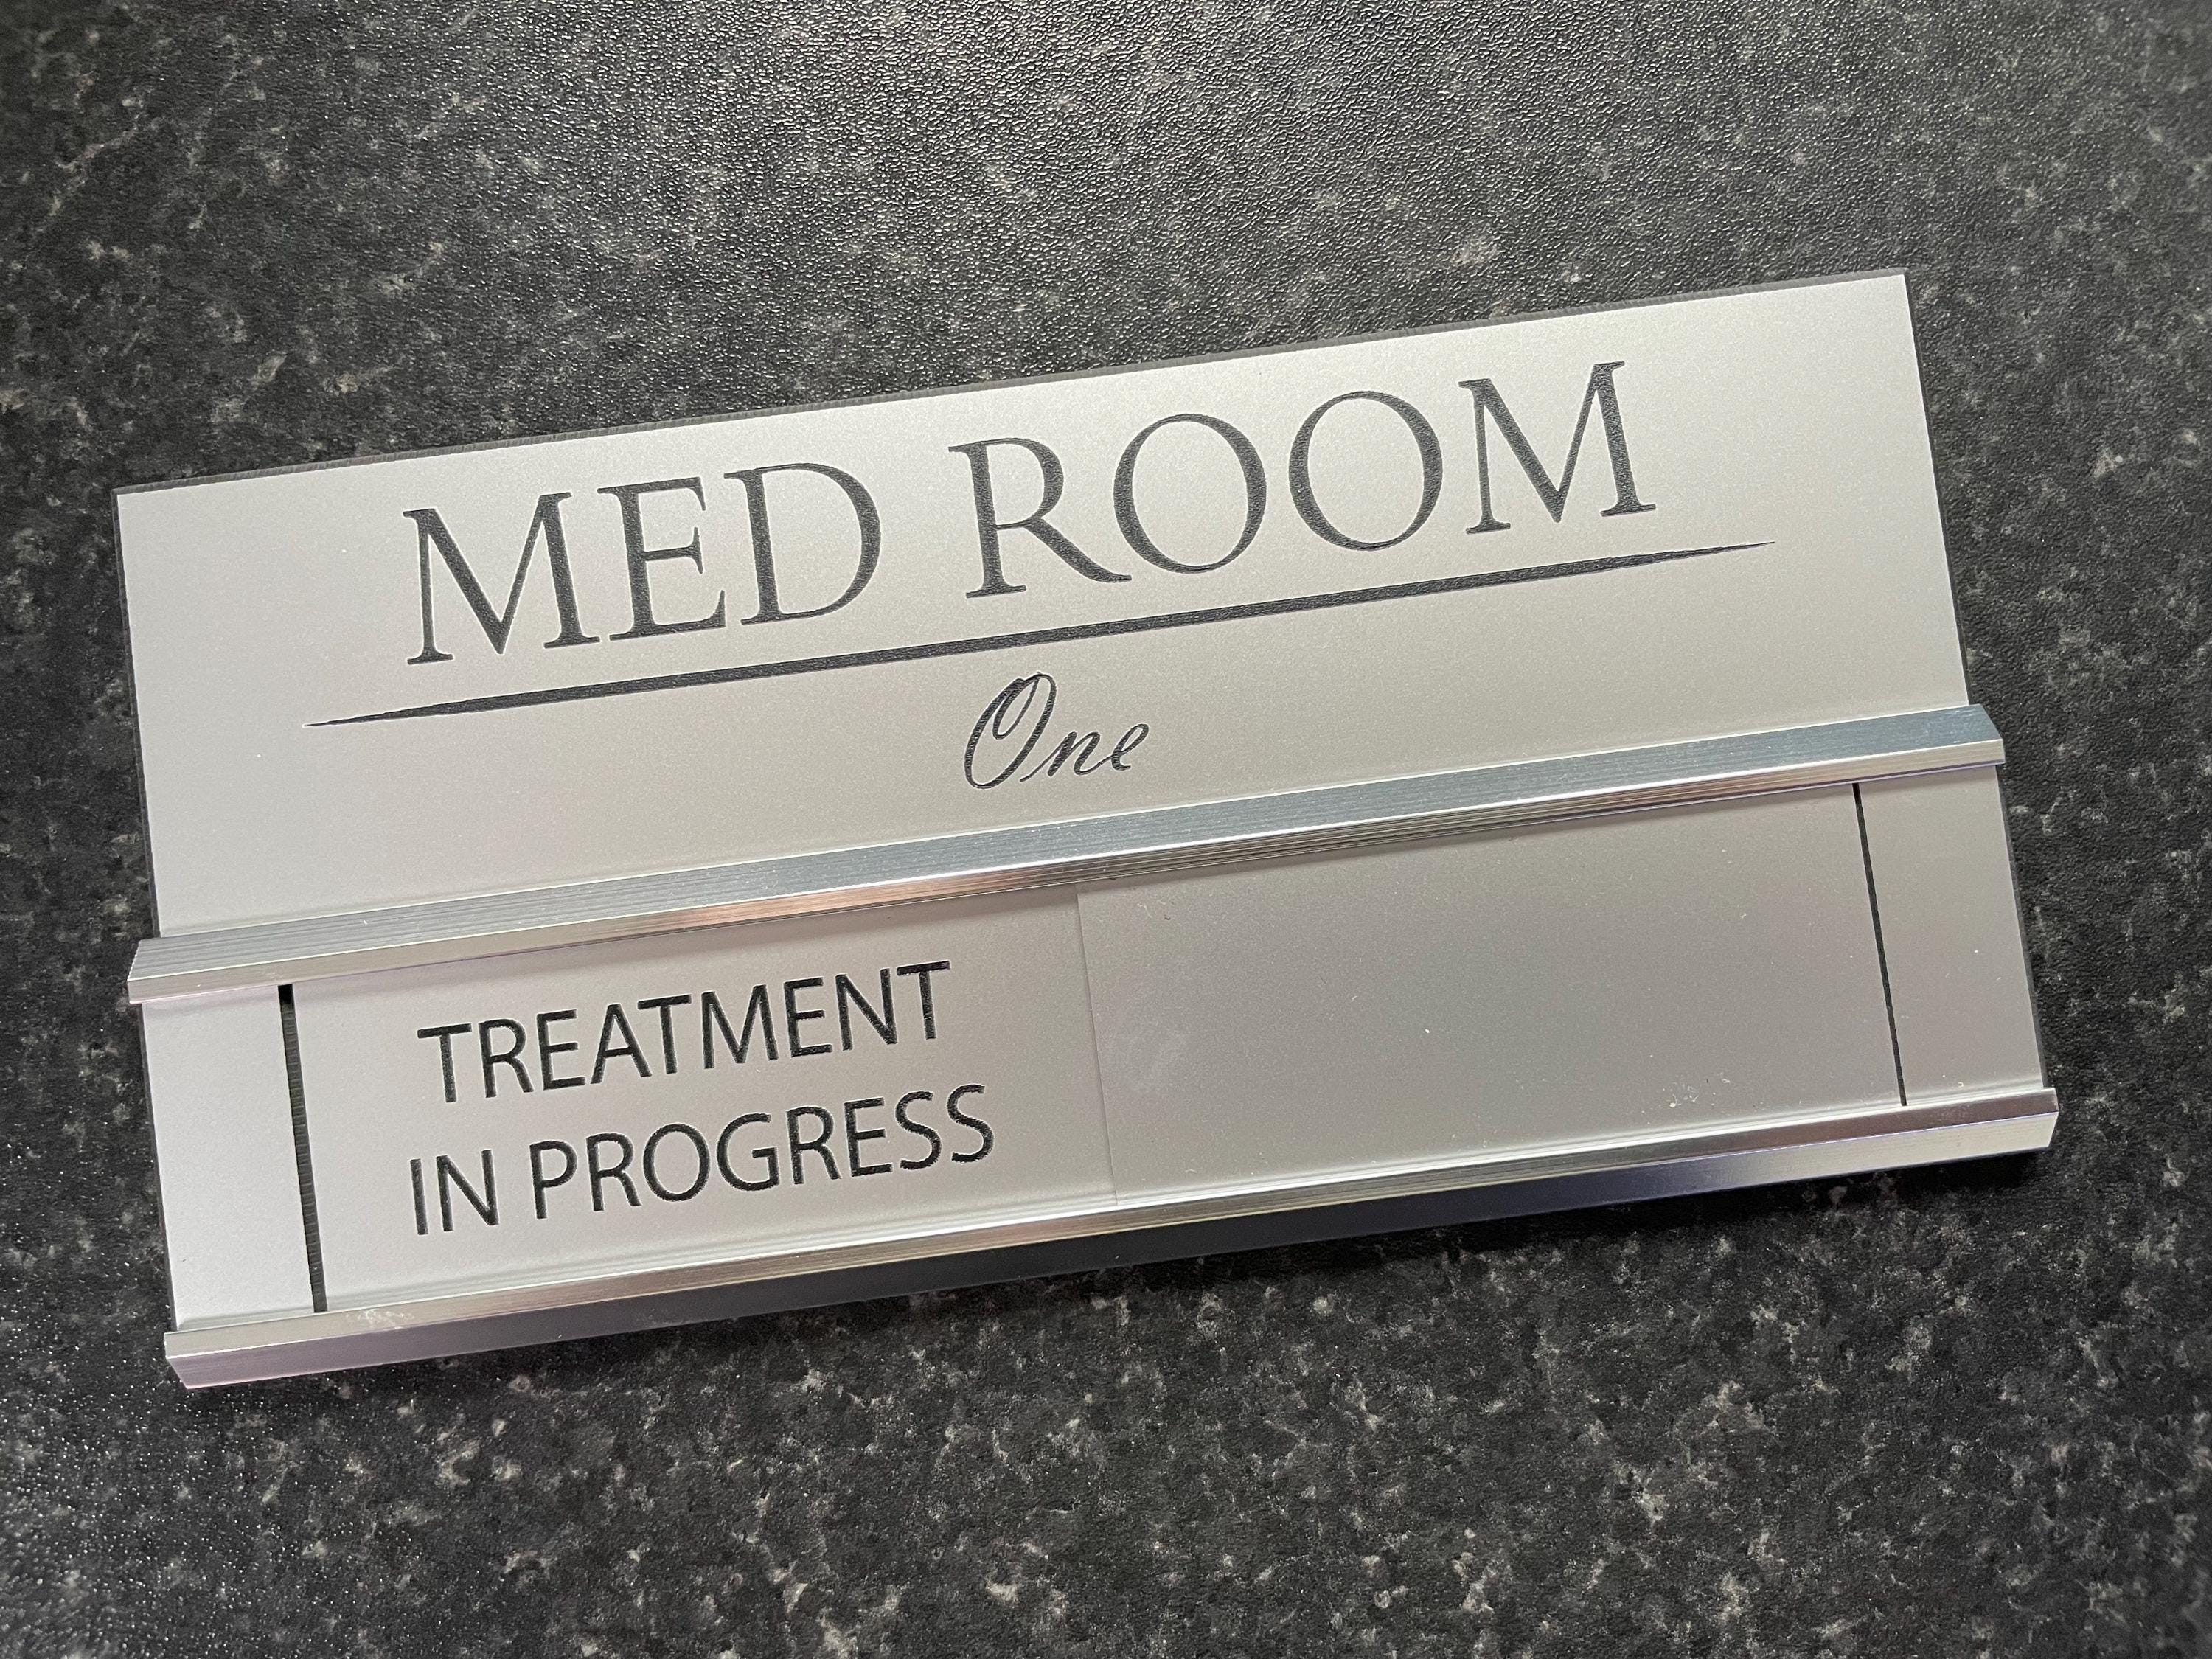 MED ROOM
One
TREATMENT
IN PROGRESS